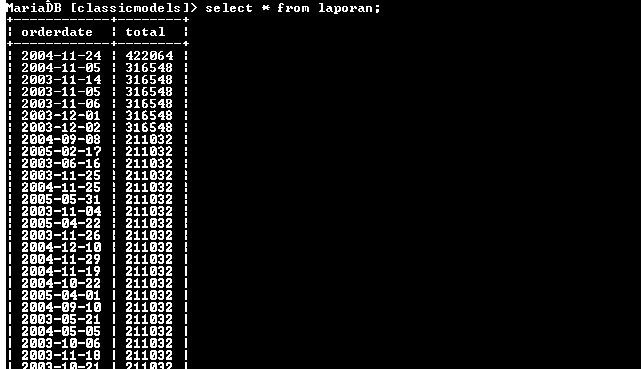 MariaDB [classicmodels]> select * from laporan;
+------------+--------+
| orderdate | total |
+------------+--------+
| 2004-11-24 | 422064 |
| 2004-11-05 | 316548 |
| 2003-11-14 | 316548 |
| 2003-11-05 | 316548 |
| 2003-11-06 | 316548 |
| 2003-12-01 | 316548 |
| 2003-12-02 | 316548 |
| 2004-09-08 | 211032 |
| 2005-02-17 | 211032 |
| 2003-06-16 | 211032 |
| 2003-11-25 | 211032 |
| 2004-11-25 | 211032 |
| 2005-05-31 | 211032 |
| 2003-11-04 | 211032 |
| 2005-04-22 | 211032 |
| 2003-11-26 | 211032 |
| 2004-12-10 | 211032 |
| 2004-11-29 | 211032 |
| 2004-11-19 | 211032 |
| 2004-10-22 | 211032 |
| 2005-04-01 | 211032 |
| 2004-09-10 | 211032 |
| 2003-05-21 | 211032 |
| 2004-05-05 | 211032 |
| 2003-10-06 | 211032 |
| 2003-11-18 | 211032 |
| 2003-10-21 | 211032 |